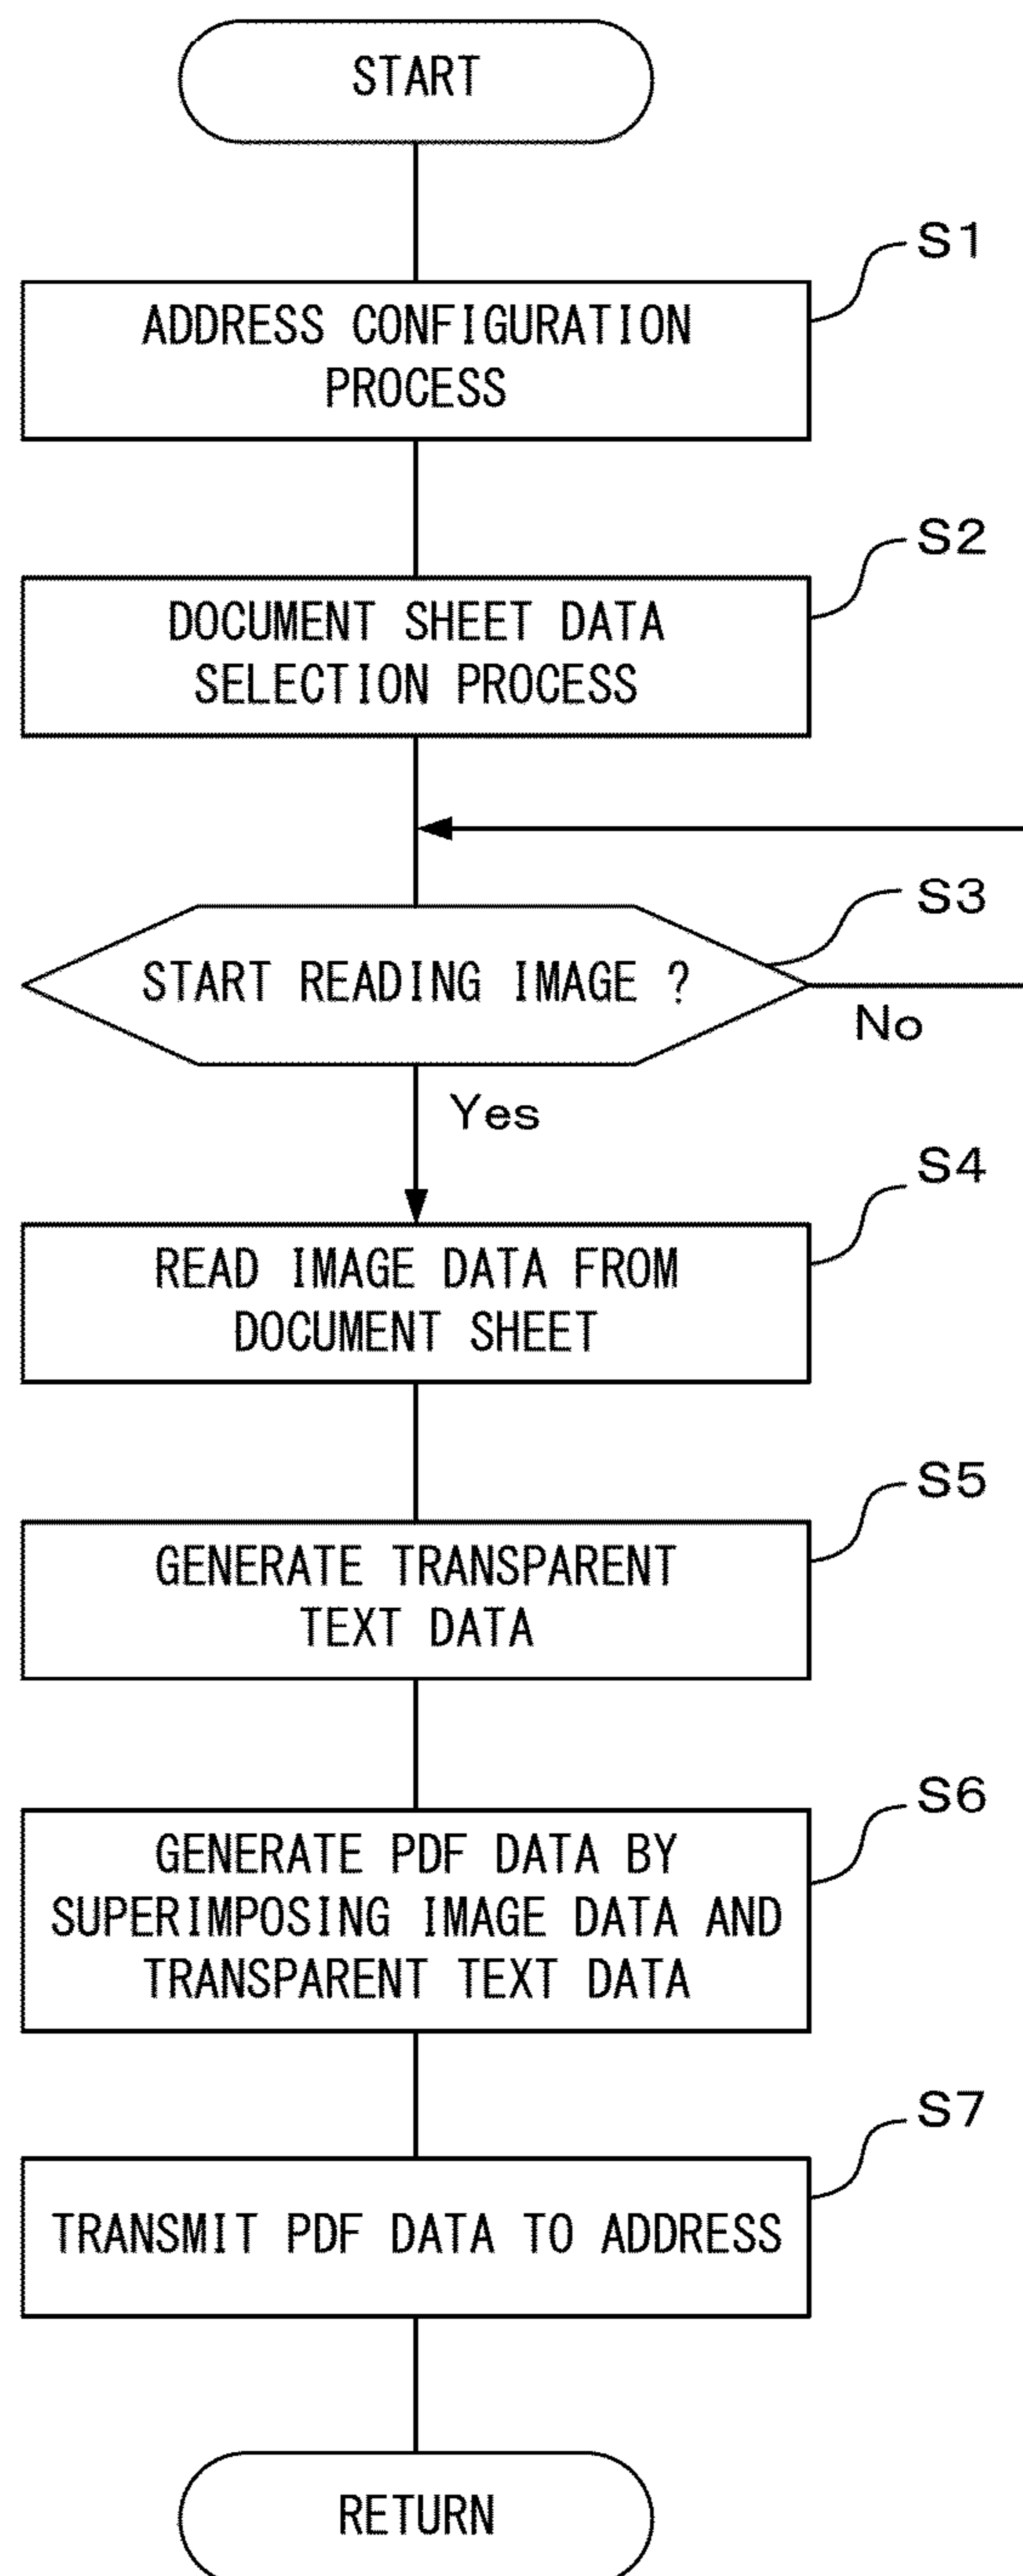 START
S1
ADDRESS CONFIGURATION
PROCESS
S2
DOCUMENT SHEET DATA
SELECTION PROCESS
S3
START READING IMAGE ?
No
Yes
S4
READ IMAGE DATA FROM
DOCUMENT SHEET
S5
GENERATE TRANSPARENT
TEXT DATA
S6
GENERATE PDF DATA BY
SUPERIMPOSING IMAGE DATA AND
TRANSPARENT TEXT DATA
S7
TRANSMIT PDF DATA TO ADDRESS
RETURN